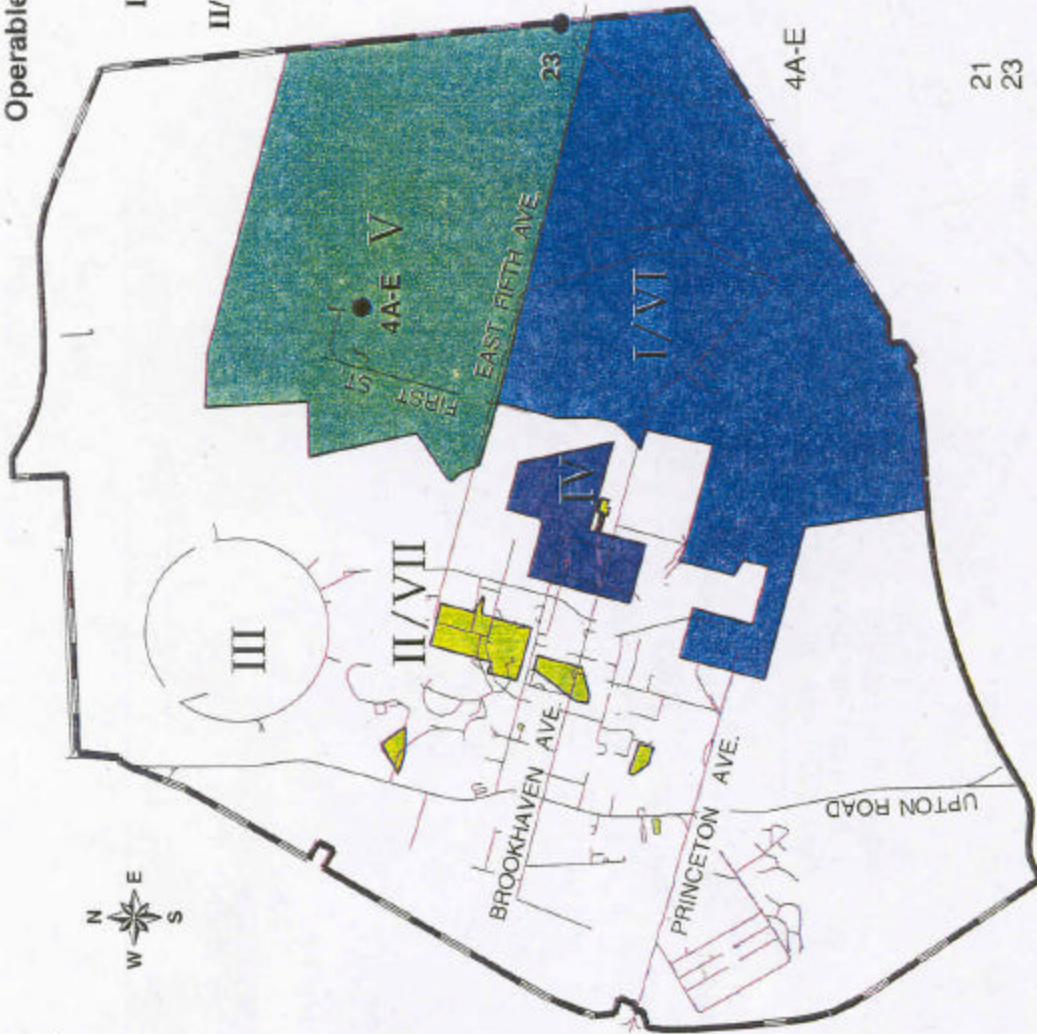 Operable
I
II/
N
W E
S
III
II/VII
V
4A-E
FIRST ST
EAST FIFTH AVE.
23
IV
I/VI
BROOKHAVEN AVE.
PRINCETON AVE.
UPTON ROAD
4A-E
21
23